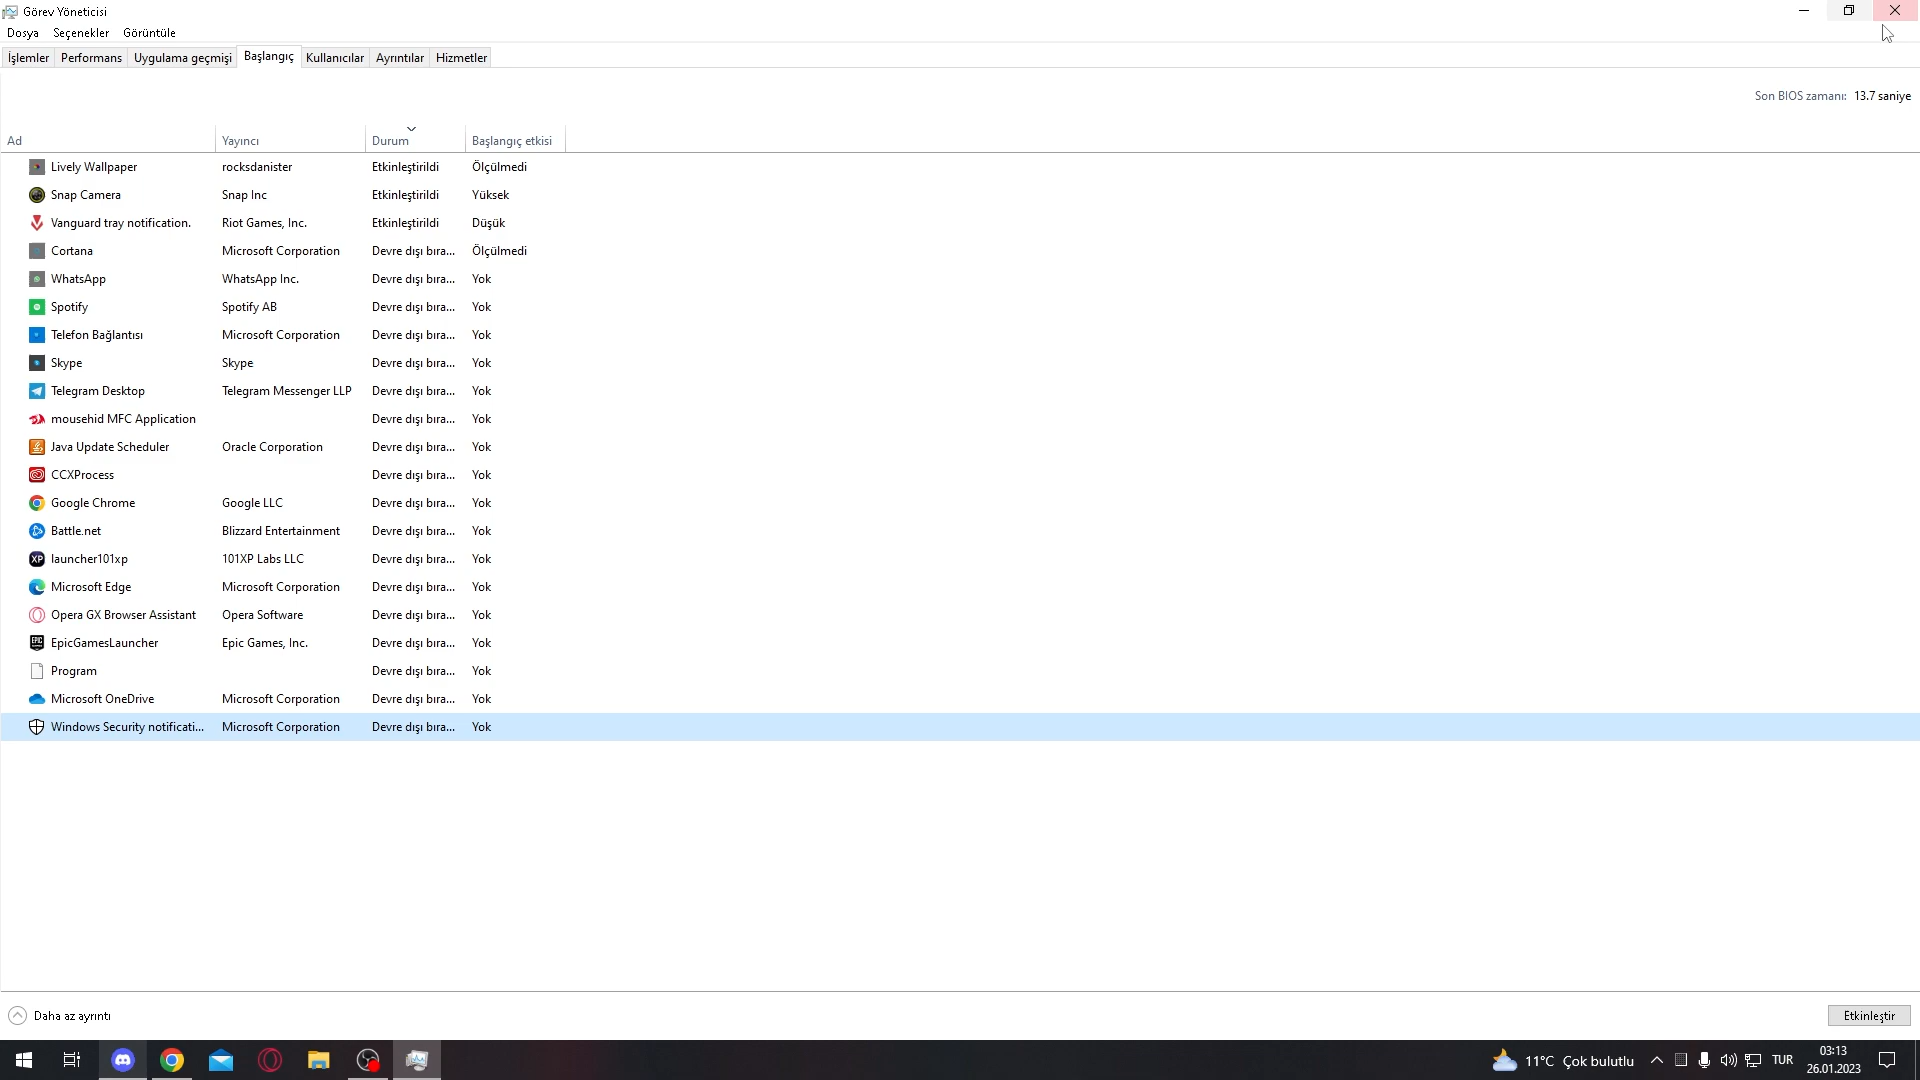 Görev Yöneticisi
Dosya Seçenekler Görüntüle
İşlemler Performans Uygulama geçmişi Başlangıç Kullanıcılar Ayrıntılar Hizmetler
Son BIOS zamanı: 13.7 saniye
Ad Yayıncı Durum Başlangıç etkisi
Lively Wallpaper rocksdanister Etkinleştirildi Ölçülmedi
Snap Camera Snap Inc Etkinleştirildi Yüksek
Vanguard tray notification. Riot Games, Inc. Etkinleştirildi Düşük
Cortana Microsoft Corporation Devre dışı bıra... Ölçülmedi
WhatsApp WhatsApp Inc. Devre dışı bıra... Yok
Spotify Spotify AB Devre dışı bıra... Yok
Telefon Bağlantısı Microsoft Corporation Devre dışı bıra... Yok
Skype Skype Devre dışı bıra... Yok
Telegram Desktop Telegram Messenger LLP Devre dışı bıra... Yok
mousehid MFC Application Devre dışı bıra... Yok
Java Update Scheduler Oracle Corporation Devre dışı bıra... Yok
CCXProcess Devre dışı bıra... Yok
Google Chrome Google LLC Devre dışı bıra... Yok
Battle.net Blizzard Entertainment Devre dışı bıra... Yok
launcher101xp 101XP Labs LLC Devre dışı bıra... Yok
Microsoft Edge Microsoft Corporation Devre dışı bıra... Yok
Opera GX Browser Assistant Opera Software Devre dışı bıra... Yok
EpicGamesLauncher Epic Games, Inc. Devre dışı bıra... Yok
Program Devre dışı bıra... Yok
Microsoft OneDrive Microsoft Corporation Devre dışı bıra... Yok
Windows Security notificati... Microsoft Corporation Devre dışı bıra... Yok
Daha az ayrıntı
Etkinleştir
11°C Çok bulutlu TUR 03:13
26.01.2023